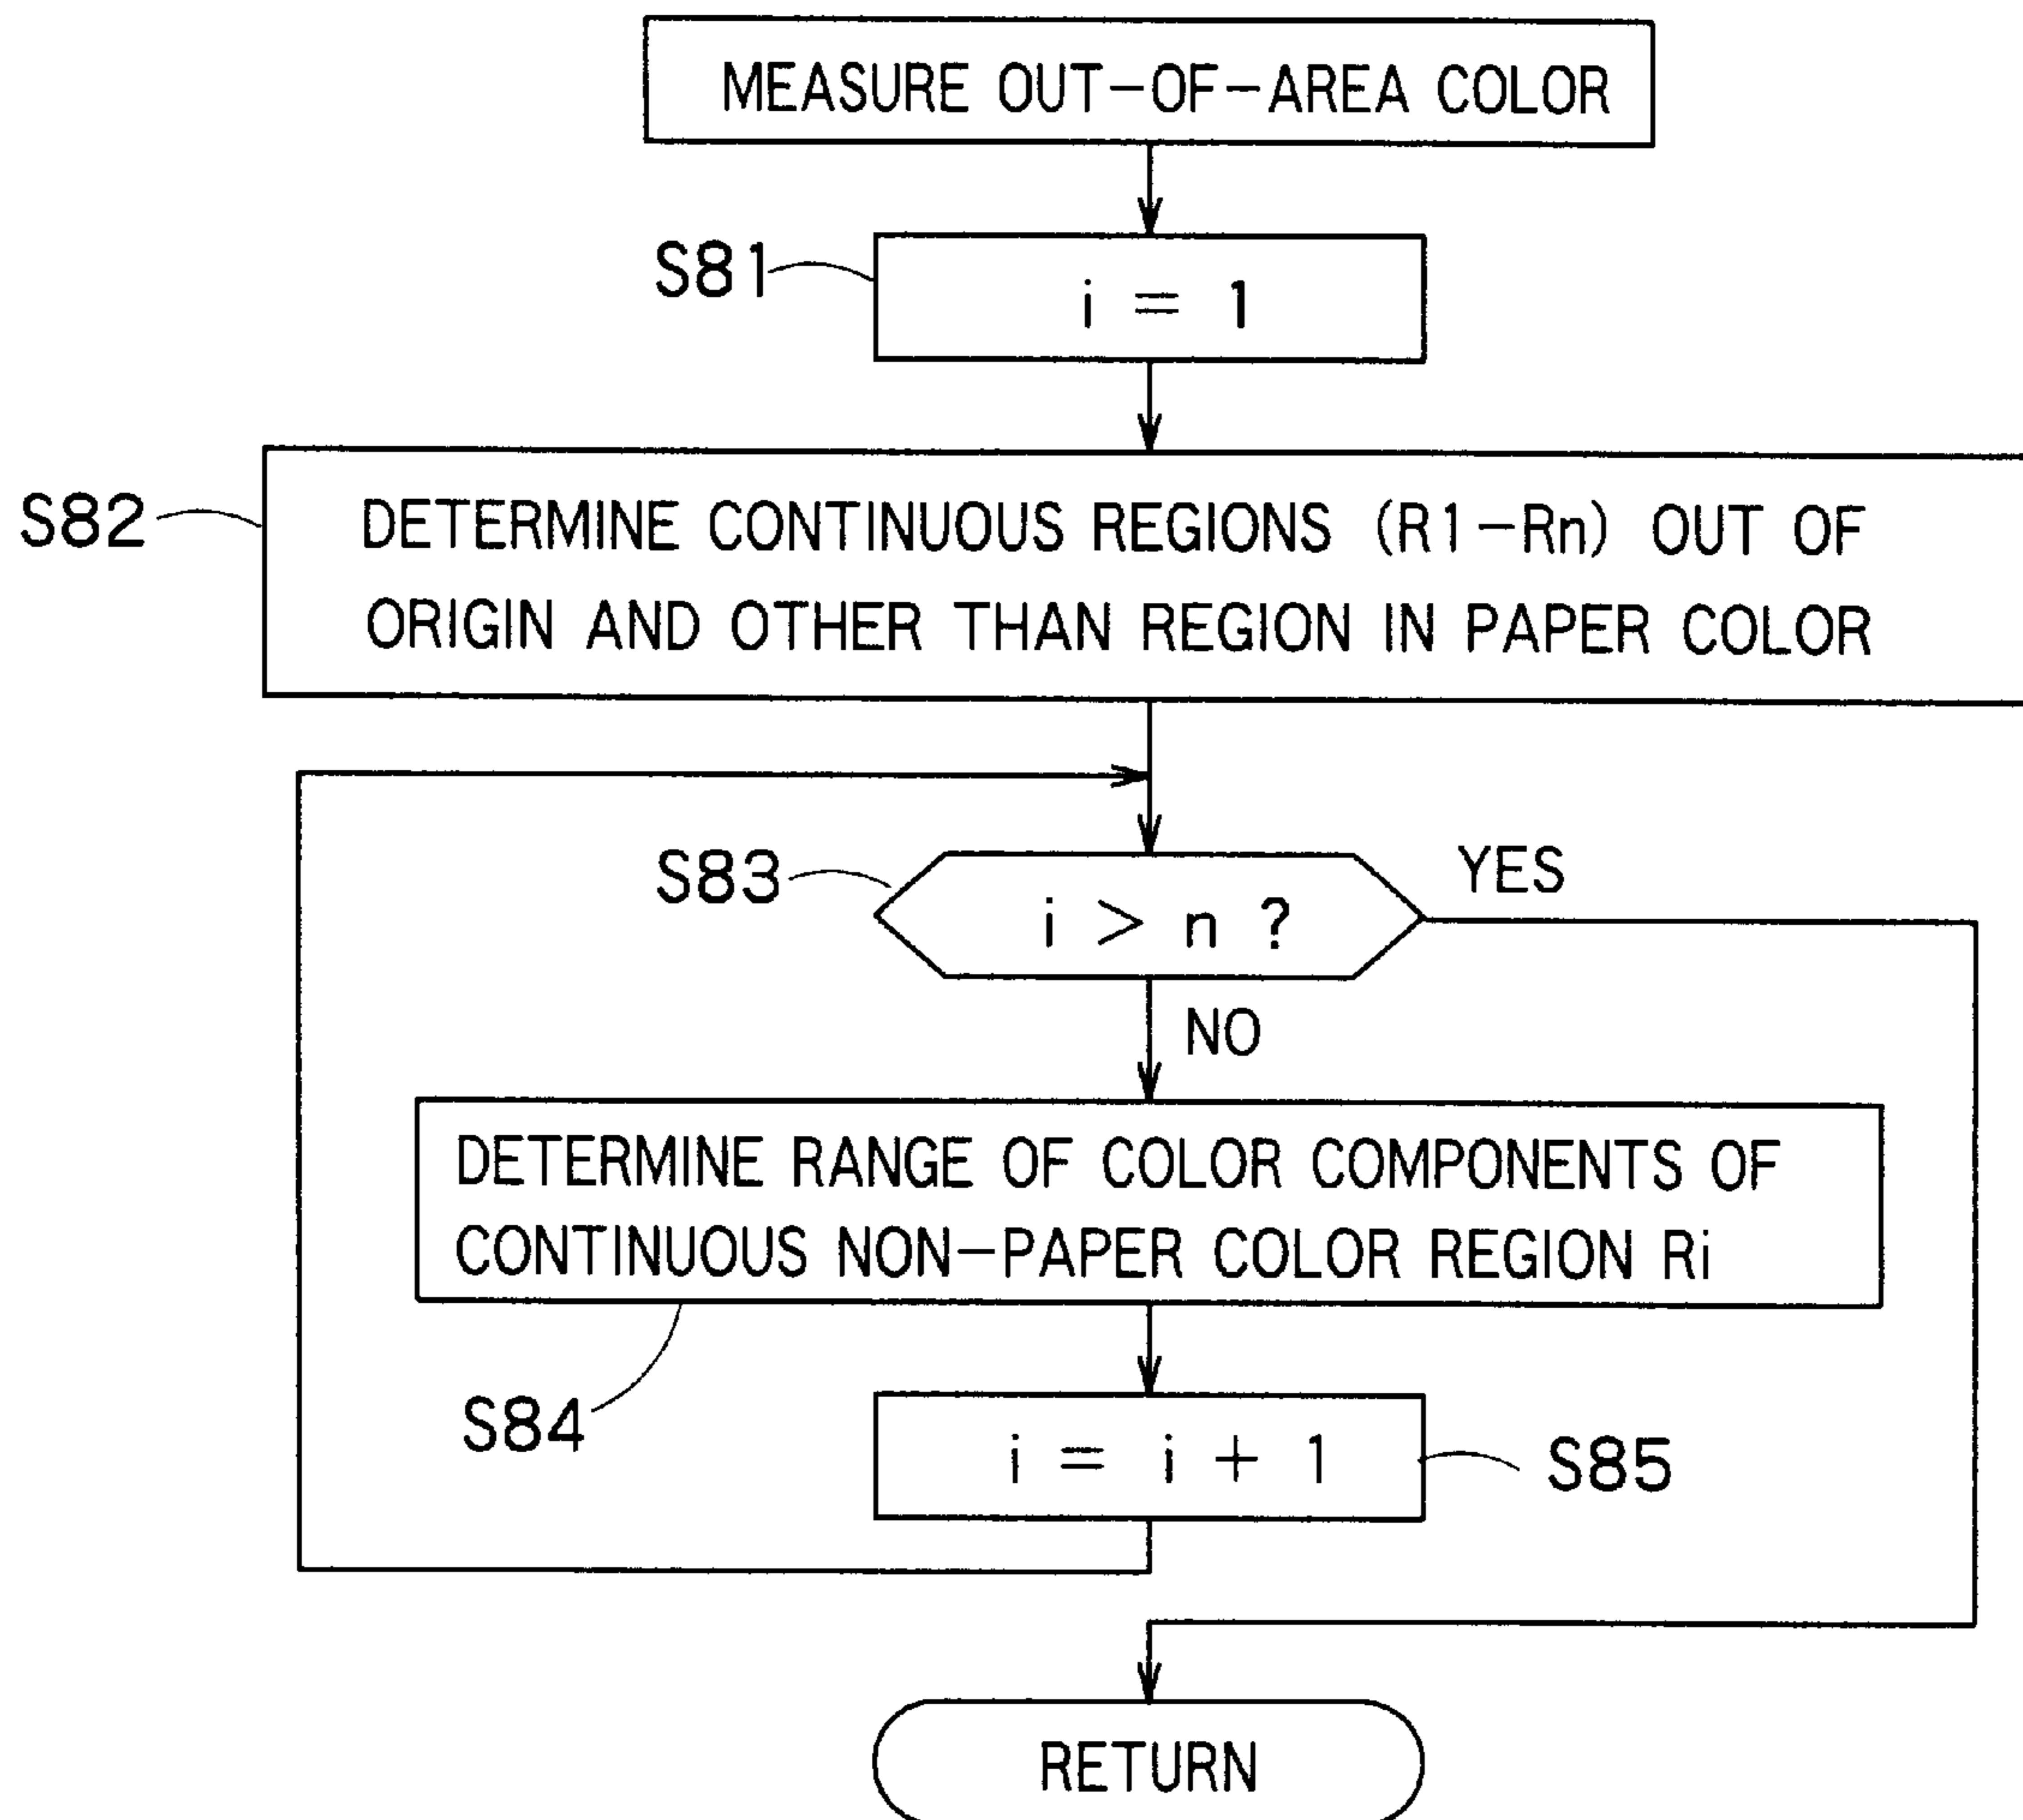 MEASURE OUT-OF-AREA COLOR
S81
i = 1
S82
DETERMINE CONTINUOUS REGIONS (R1-Rn) OUT OF
ORIGIN AND OTHER THAN REGION IN PAPER COLOR
S83
i > n ?
YES
NO
DETERMINE RANGE OF COLOR COMPONENTS OF
CONTINUOUS NON-PAPER COLOR REGION Ri
S84
i = i + 1
S85
RETURN